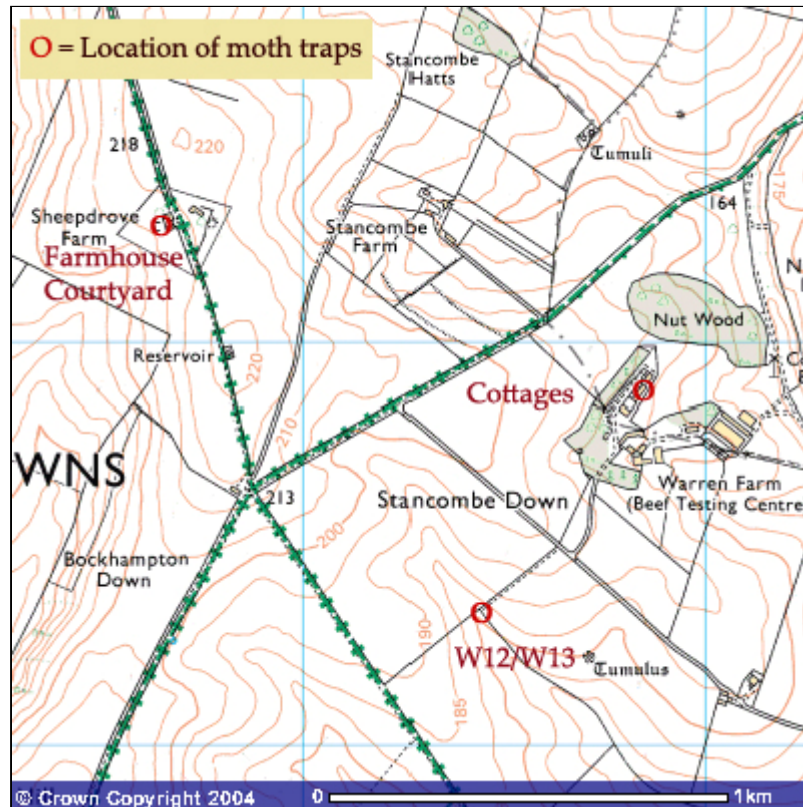 O = Location of moth traps
Stancombe
Hatts
218
220
Tumuli
175
164
Sheepdrove
Farm
Stancombe
Farm
Farmhouse
Courtyard
Nut Wood
Reservoir
220
Cottages
210
WNS
213
Stancombe Down
Warren Farm
(Beef Testing Centre
200
Bockhampton
Down
190
W12/W13
Tumulus
185
© Crown Copyright 2004
0
1km